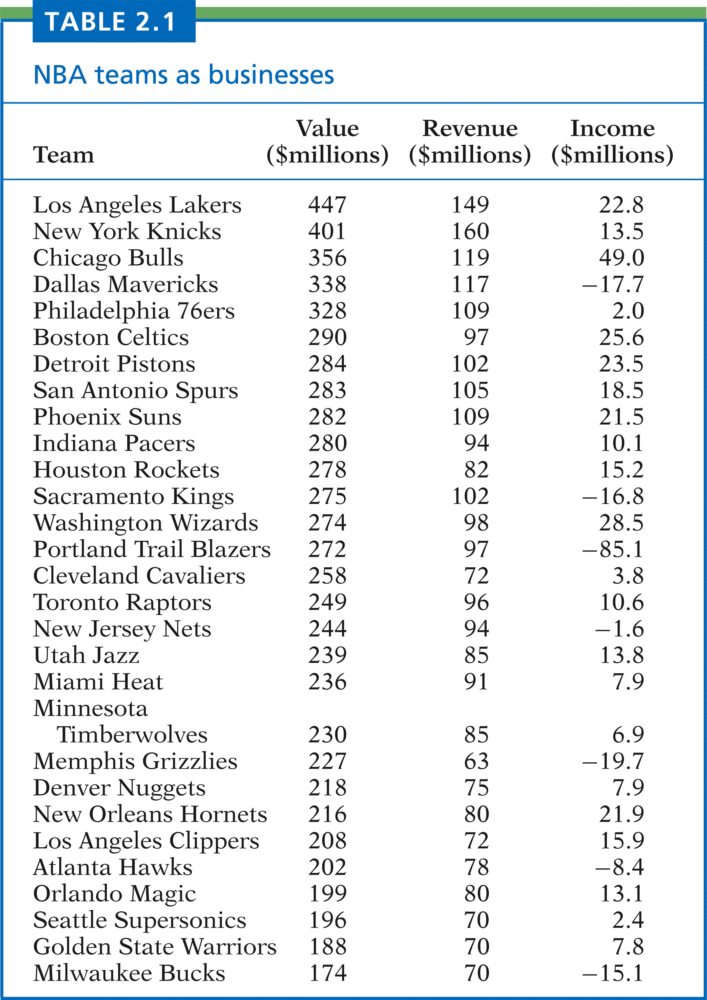 TABLE 2.1
NBA teams as businesses
Value Revenue Income
Team ($millions) ($millions) ($millions)
Los Angeles Lakers 447 149 22.8
New York Knicks 401 160 13.5
Chicago Bulls 356 119 49.0
Dallas Mavericks 338 117 −17.7
Philadelphia 76ers 328 109 2.0
Boston Celtics 290 97 25.6
Detroit Pistons 284 102 23.5
San Antonio Spurs 283 105 18.5
Phoenix Suns 282 109 21.5
Indiana Pacers 280 94 10.1
Houston Rockets 278 82 15.2
Sacramento Kings 275 102 −16.8
Washington Wizards 274 98 28.5
Portland Trail Blazers 272 97 −85.1
Cleveland Cavaliers 258 72 3.8
Toronto Raptors 249 96 10.6
New Jersey Nets 244 94 −1.6
Utah Jazz 239 85 13.8
Miami Heat 236 91 7.9
Minnesota
Timberwolves 230 85 6.9
Memphis Grizzlies 227 63 −19.7
Denver Nuggets 218 75 7.9
New Orleans Hornets 216 80 21.9
Los Angeles Clippers 208 72 15.9
Atlanta Hawks 202 78 −8.4
Orlando Magic 199 80 13.1
Seattle Supersonics 196 70 2.4
Golden State Warriors 188 70 7.8
Milwaukee Bucks 174 70 −15.1